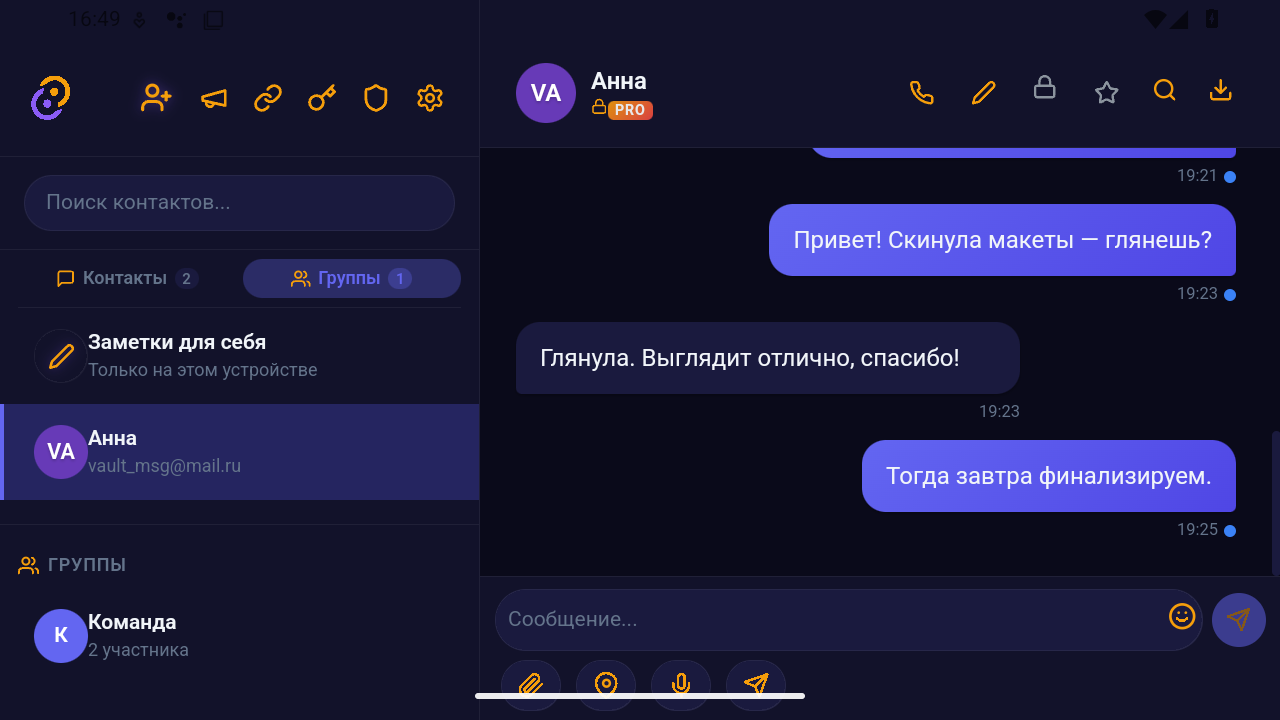 16:49
Поиск контактов...
Контакты 2
Группы 1
Заметки для себя
Только на этом устройстве
VA
Анна
vault_msg@mail.ru
ГРУППЫ
К
Команда
2 участника
VA
Анна
PRO
19:21
Привет! Скинула макеты — глянешь?
19:23
Глянула. Выглядит отлично, спасибо!
19:23
Тогда завтра финализируем.
19:25
Сообщение...